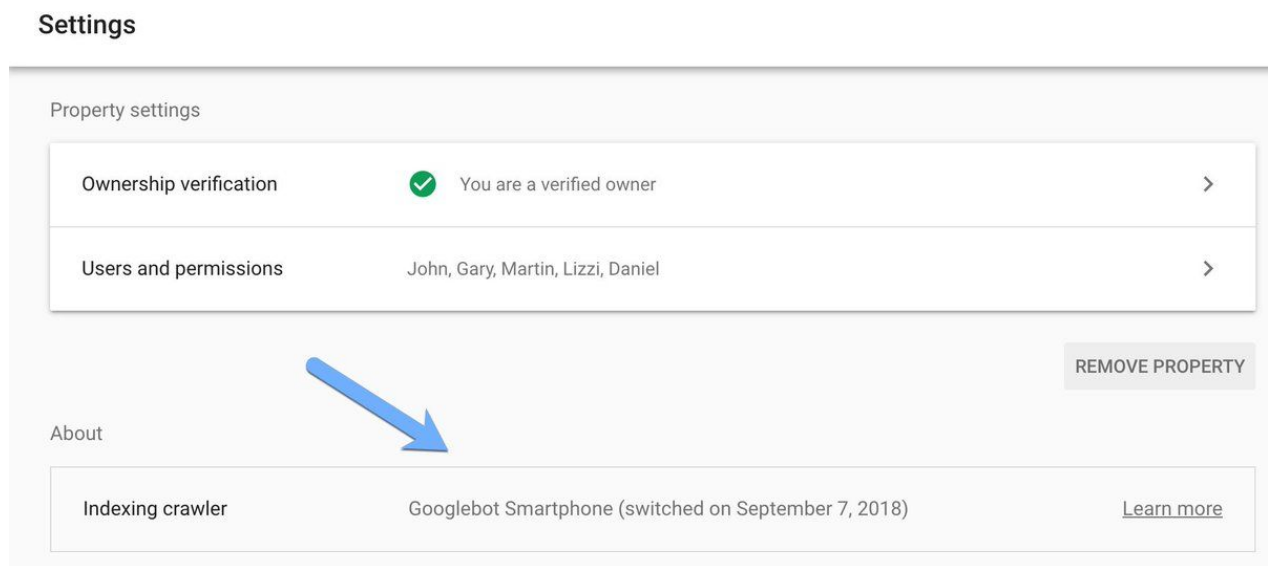 Settings
Property settings
Ownership verification You are a verified owner
Users and permissions John, Gary, Martin, Lizzi, Daniel
REMOVE PROPERTY
About
Indexing crawler Googlebot Smartphone (switched on September 7, 2018) Learn more